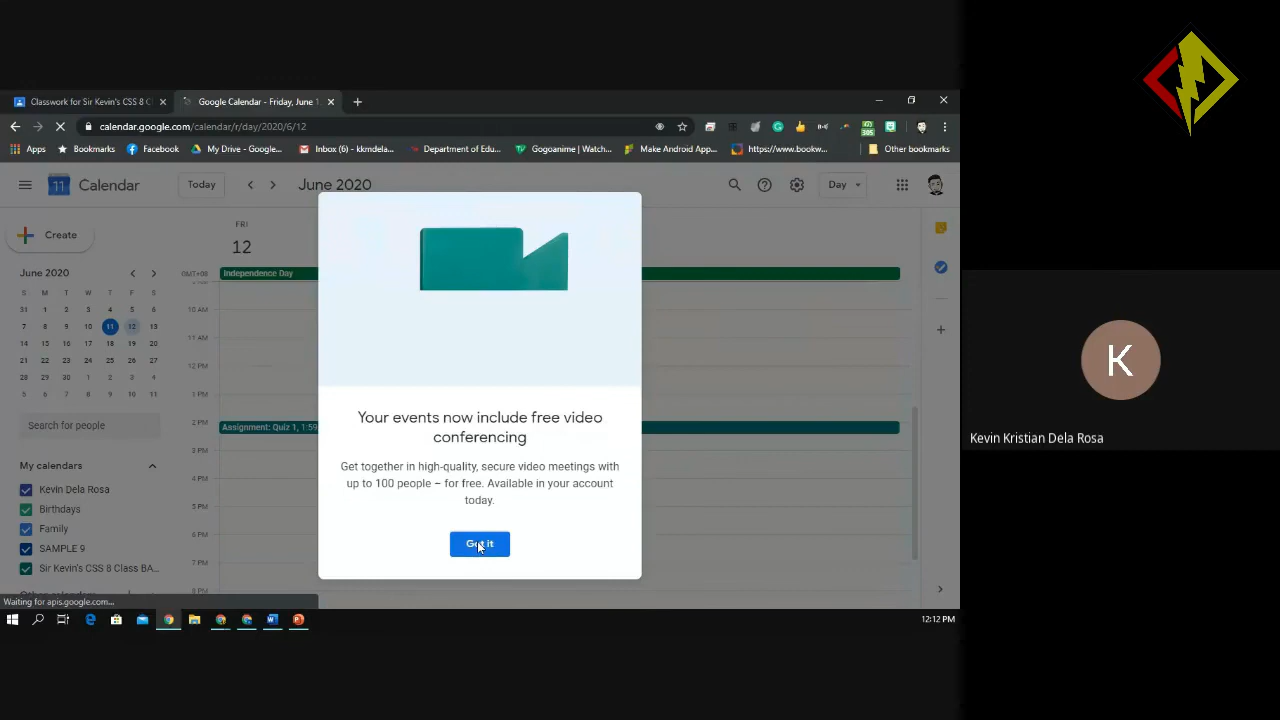 Classwork for Sir Kevin's CSS 8 C
Google Calendar - Friday, June 1
calendar.google.com/calendar/r/day/2020/6/12
Apps
Bookmarks
Facebook
My Drive - Google...
Inbox (6) - kkmdela...
Department of Edu...
Gogoanime | Watch...
Make Android App...
https://www.bookw...
Other bookmarks
11
Calendar
Today
June 2020
Day
Create
FRI
12
GMT+08
Independence Day
June 2020
S M T W T F S
31 1 2 3 4 5 6
7 8 9 10 11 12 13
14 15 16 17 18 19 20
21 22 23 24 25 26 27
28 29 30 1 2 3 4
5 6 7 8 9 10 11
Search for people
My calendars
Kevin Dela Rosa
Birthdays
Family
SAMPLE 9
Sir Kevin's CSS 8 Class BA...
10 AM
11 AM
12 PM
1 PM
2 PM
Assignment: Quiz 1, 1:59
3 PM
4 PM
5 PM
6 PM
7 PM
8 PM
Your events now include free video
conferencing
Get together in high-quality, secure video meetings with
up to 100 people – for free. Available in your account
today.
Got it
Waiting for apis.google.com...
12:12 PM
K
Kevin Kristian Dela Rosa